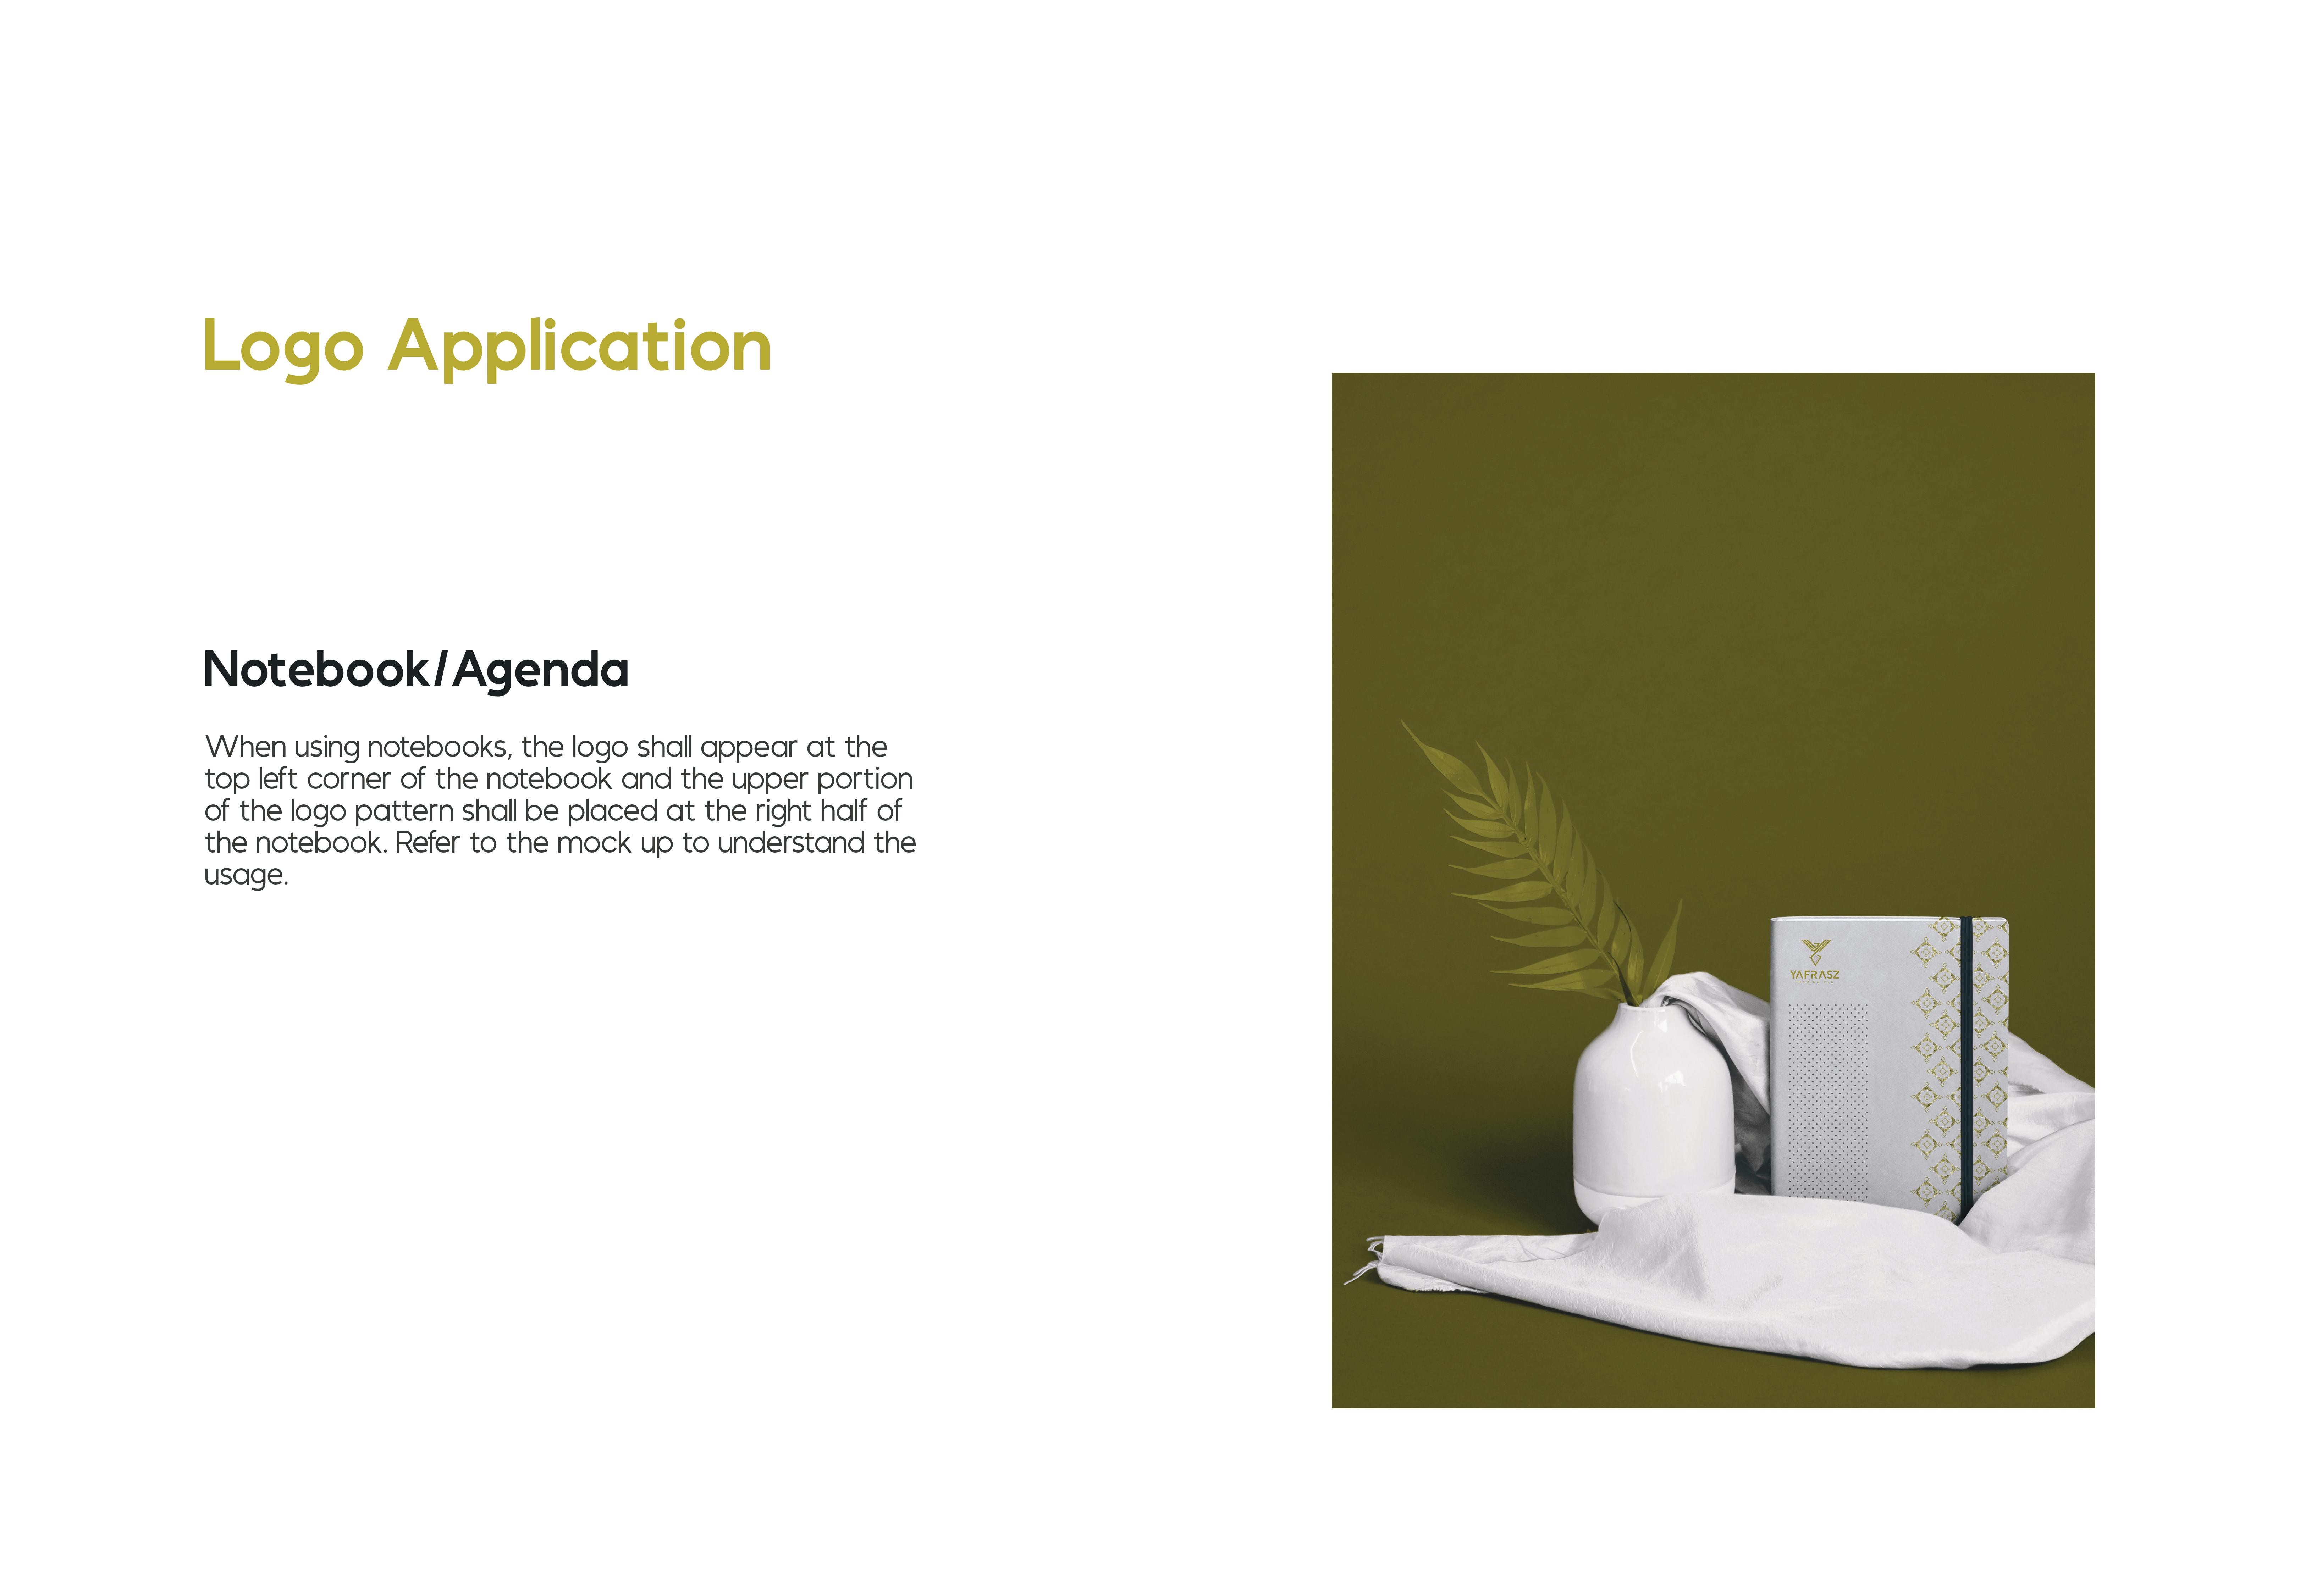 Logo Application
Notebook/Agenda
When using notebooks, the logo shall appear at the
top left corner of the notebook and the upper portion
of the logo pattern shall be placed at the right half of
the notebook. Refer to the mock up to understand the
usage.
YAFRASZ